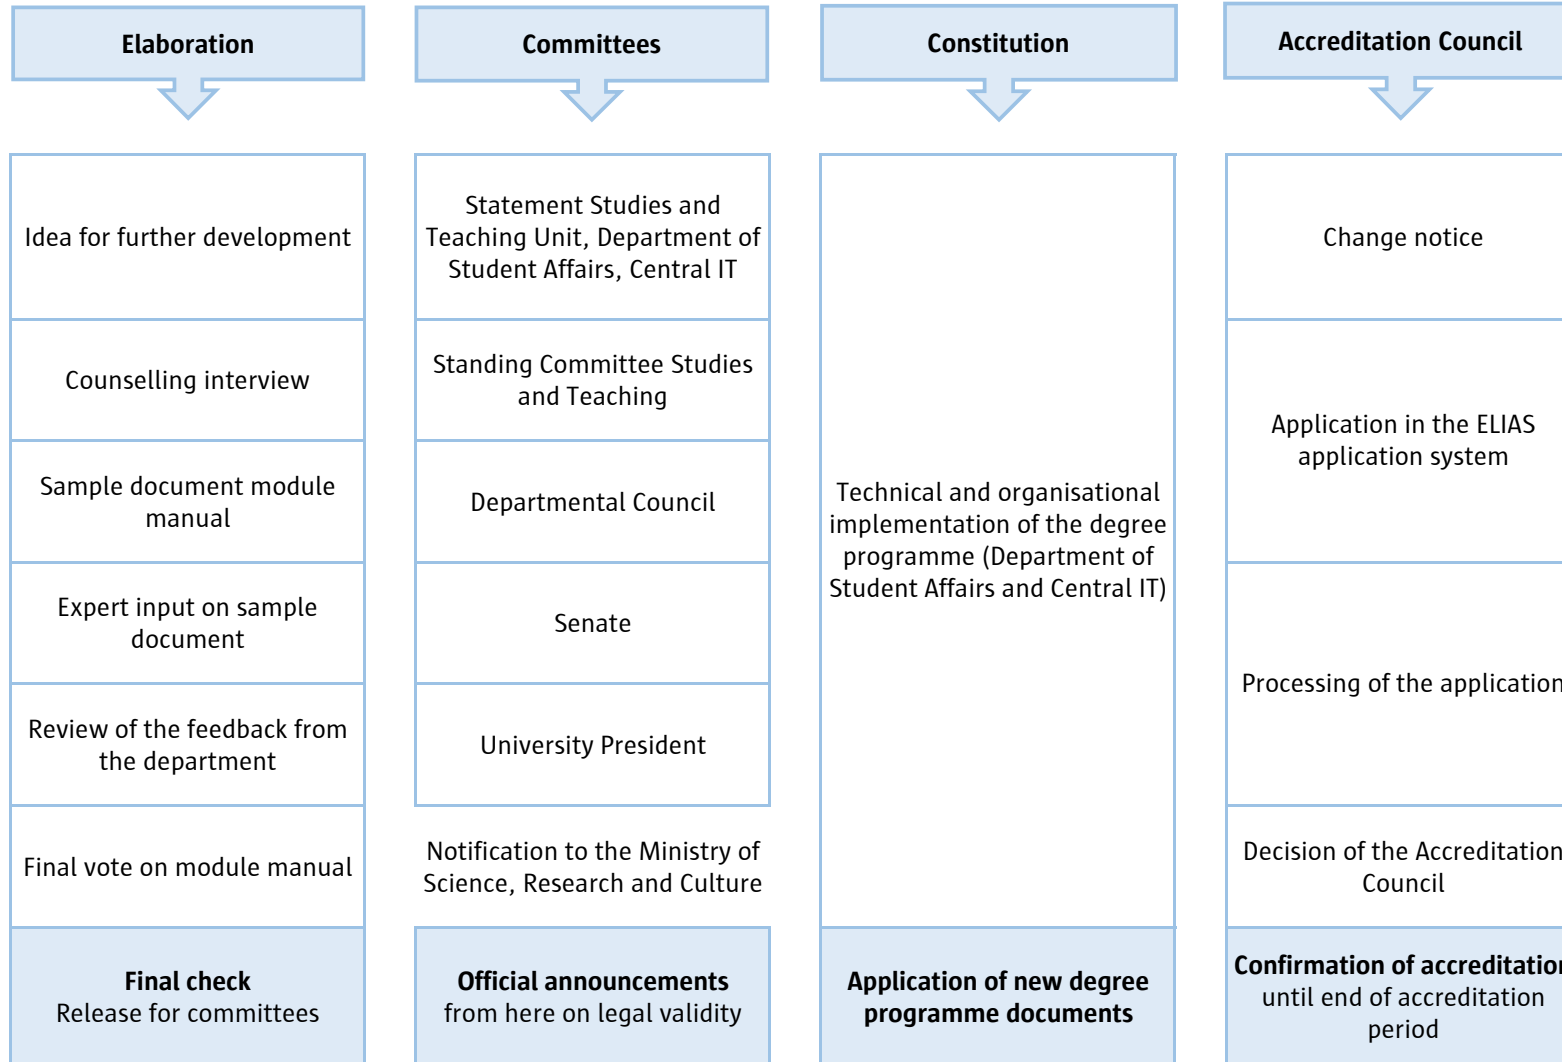 Elaboration
Idea for further development
Counselling interview
Sample document module
manual
Expert input on sample
document
Review of the feedback from
the department
Final vote on module manual
Final check
Release for committees
Committees
Statement Studies and
Teaching Unit, Department of
Student Affairs, Central IT
Standing Committee Studies
and Teaching
Departmental Council
Senate
University President
Notification to the Ministry of
Science, Research and Culture
Official announcements
from here on legal validity
Constitution
Technical and organisational
implementation of the degree
programme (Department of
Student Affairs and Central IT)
Application of new degree
programme documents
Accreditation Council
Change notice
Application in the ELIAS
application system
Processing of the application
Decision of the Accreditation
Council
Confirmation of accreditation
until end of accreditation
period